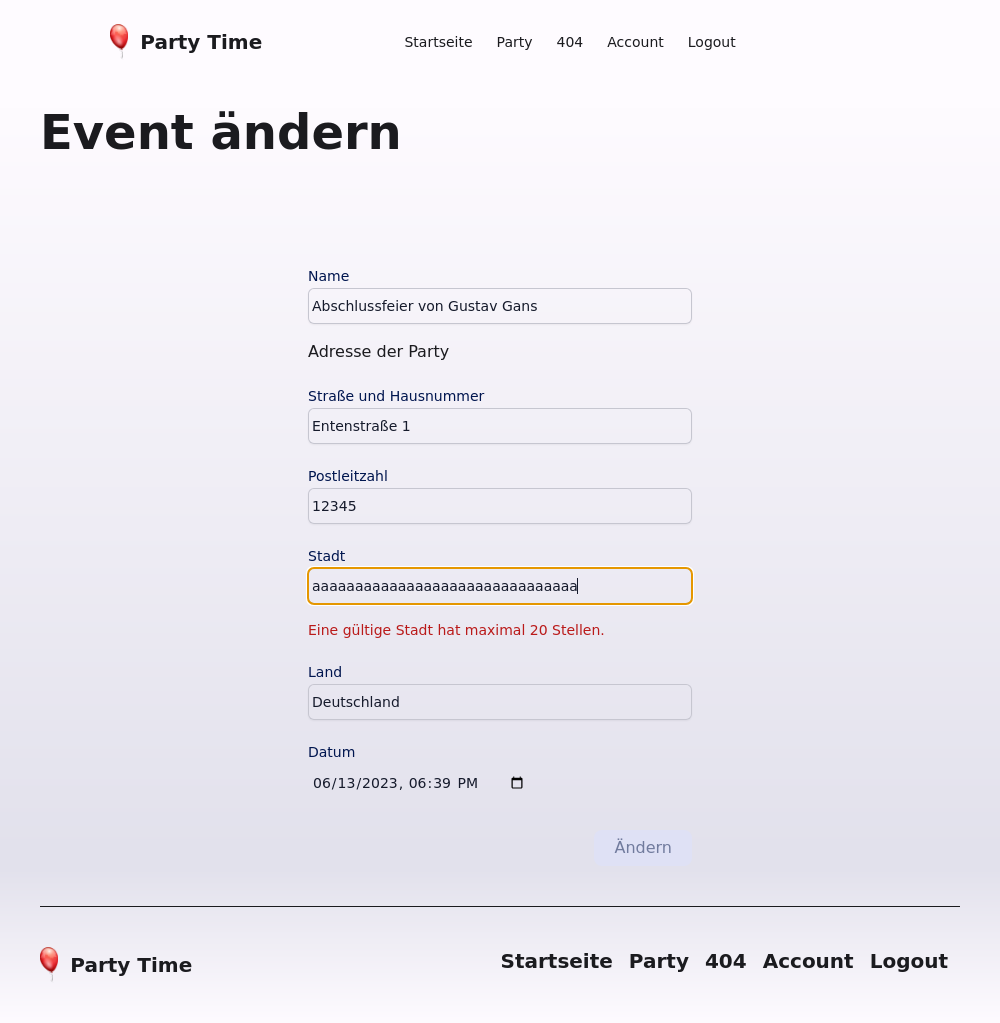 Party Time
Startseite Party 404 Account Logout
Event ändern
Name
Abschlussfeier von Gustav Gans
Adresse der Party
Straße und Hausnummer
Entenstraße 1
Postleitzahl
12345
Stadt
aaaaaaaaaaaaaaaaaaaaaaaaaaaaaaa
Eine gültige Stadt hat maximal 20 Stellen.
Land
Deutschland
Datum
06/13/2023, 06:39 PM
Ändern
Party Time
Startseite Party 404 Account Logout